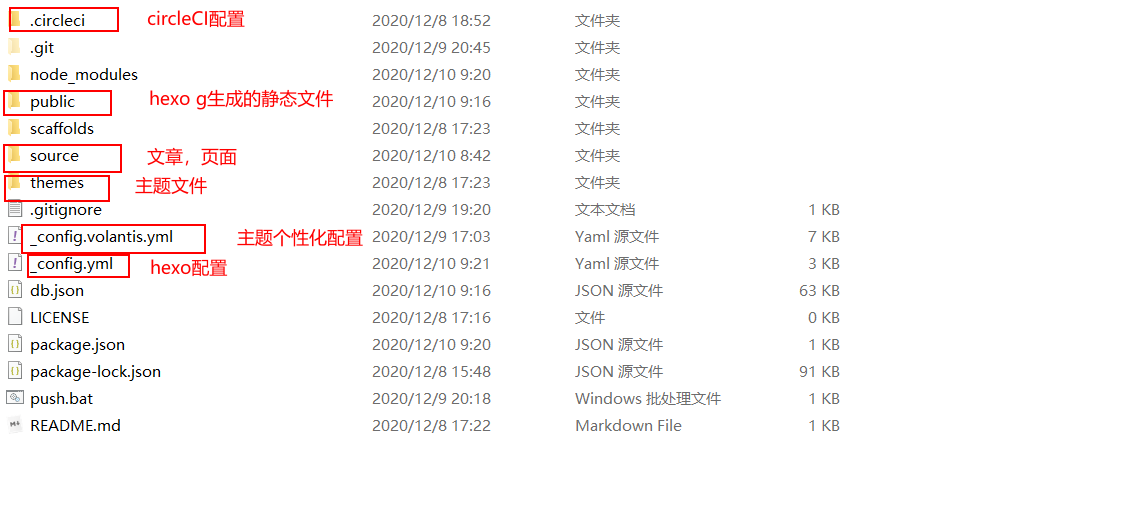 .circleci circleCI配置 2020/12/8 18:52 文件夹
.git 2020/12/9 20:45 文件夹
node_modules 2020/12/10 9:20 文件夹
public hexo g生成的静态文件 2020/12/10 9:16 文件夹
scaffolds 2020/12/8 17:23 文件夹
source 文章，页面 2020/12/10 8:42 文件夹
themes 主题文件 2020/12/8 17:23 文件夹
.gitignore 2020/12/9 19:20 文本文档 1 KB
_config.volantis.yml 主题个性化配置 2020/12/9 17:03 Yaml 源文件 7 KB
_config.yml hexo配置 2020/12/10 9:21 Yaml 源文件 3 KB
db.json 2020/12/10 9:16 JSON 源文件 63 KB
LICENSE 2020/12/8 17:16 文件 0 KB
package.json 2020/12/10 9:20 JSON 源文件 1 KB
package-lock.json 2020/12/8 15:48 JSON 源文件 91 KB
push.bat 2020/12/9 20:18 Windows 批处理文件 1 KB
README.md 2020/12/8 17:22 Markdown File 1 KB